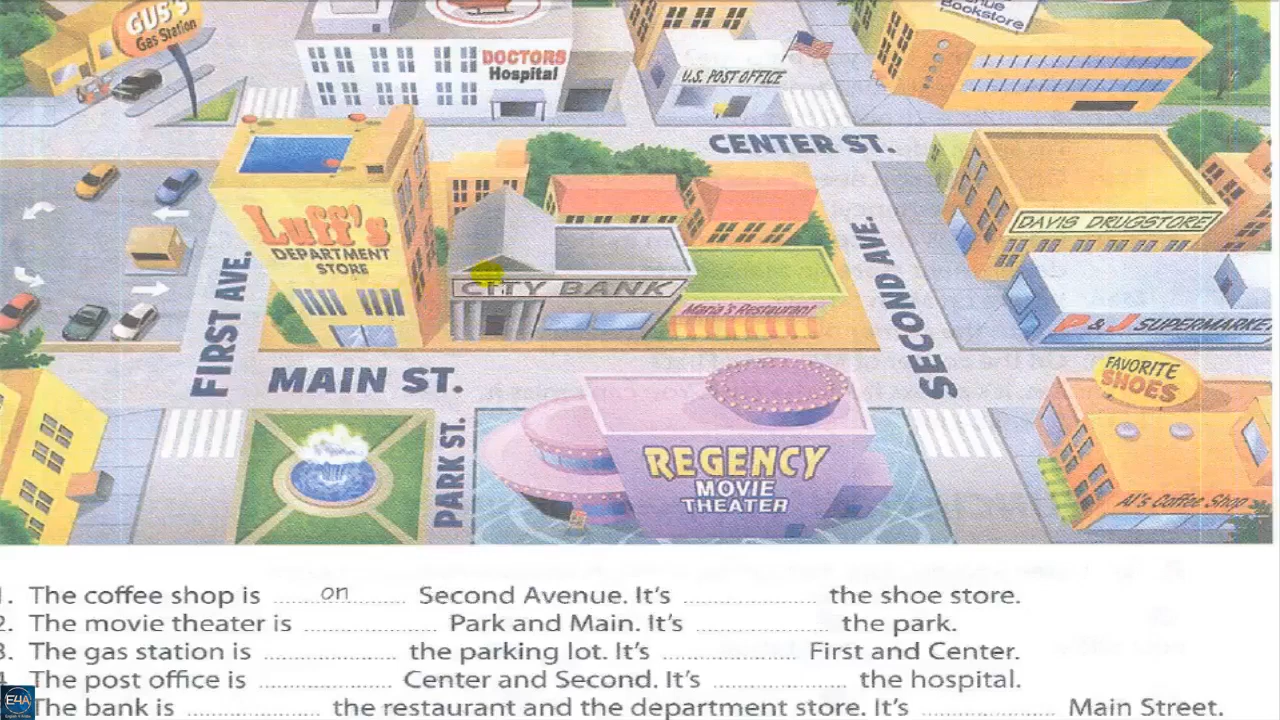 GUS'S
Gas Station
DOCTORS
Hospital
U.S. POST OFFICE
Bookstore
CENTER ST.
Luff's
DEPARTMENT
STORE
CITY BANK
Maria's Restaurant
DAVIS DRUGSTORE
P & J SUPERMARKE
FIRST AVE.
SECOND AVE.
MAIN ST.
PARK ST.
REGENCY
MOVIE
THEATER
FAVORITE
SHOES
Al's Coffee Shop
. The coffee shop is ..... on ..... Second Avenue. It's .................... the shoe store.
2. The movie theater is .................... Park and Main. It's .................... the park.
3. The gas station is .................... the parking lot. It's .................... First and Center.
The post office is .................... Center and Second. It's .................... the hospital.
The bank is .................... the restaurant and the department store. It's .................... Main Street.
E4A